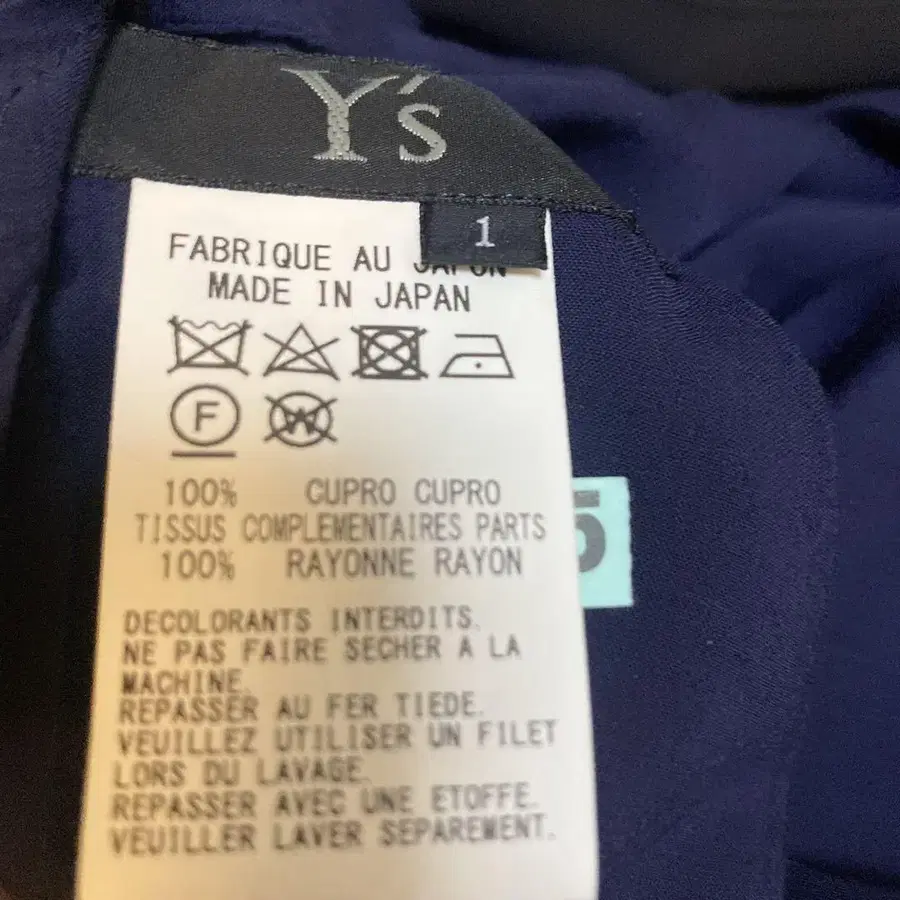 Y's
1
FABRIQUE AU JAPON
MADE IN JAPAN
F
W
100% CUPRO CUPRO
TISSUS COMPLEMENTAIRES PARTS
100% RAYONNE RAYON
DECOLORANTS INTERDITS.
NE PAS FAIRE SECHER A LA
MACHINE.
REPASSER AU FER TIEDE.
VEUILLEZ UTILISER UN FILET
LORS DU LAVAGE.
REPASSER AVEC UNE ETOFFE.
VEUILLER LAVER SEPAREMENT.